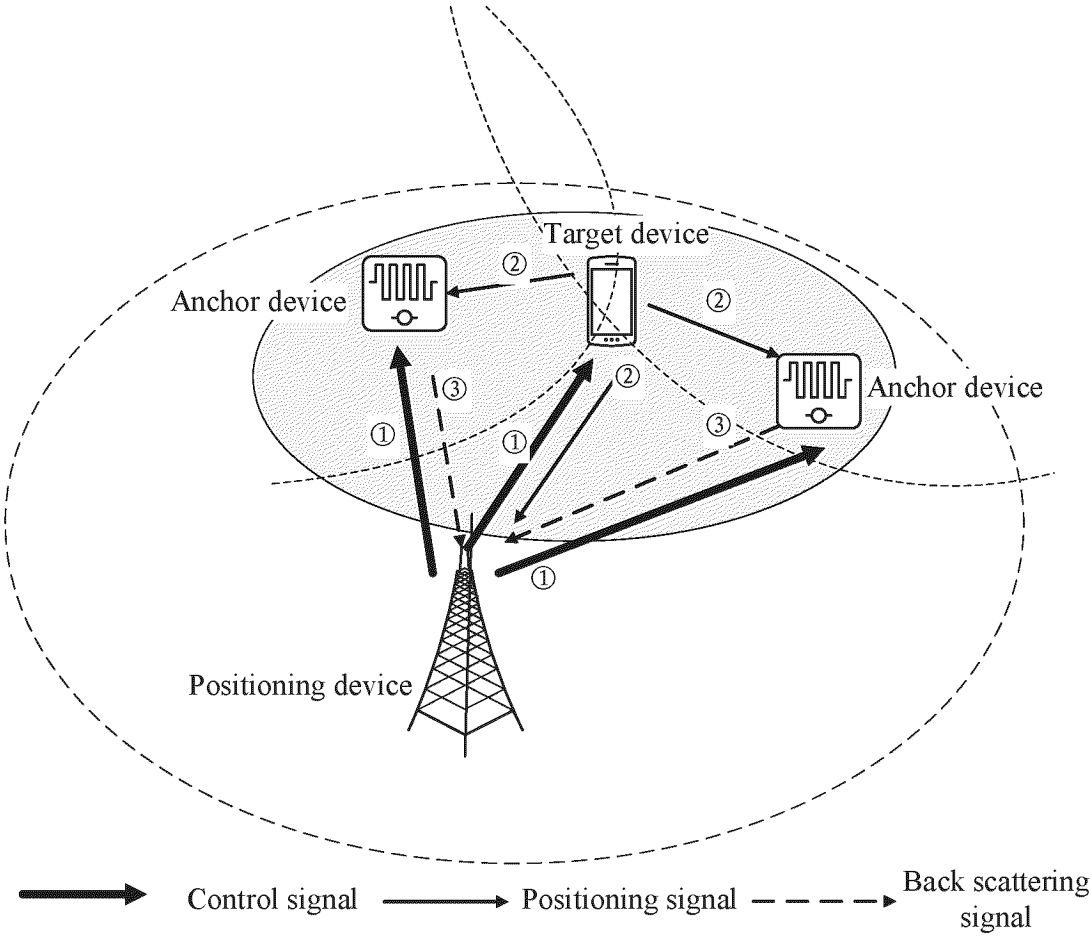 Target device
②
Anchor device
②
Anchor device
②
③
③
①
①
①
Positioning device
Control signal
Positioning signal
Back scattering
signal